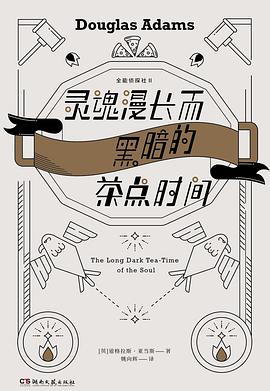 Douglas Adams
全能侦探社 II
灵魂漫长而
黑暗的
茶点时间
The Long Dark Tea-Time
of the Soul
[英]道格拉斯·亚当斯——著
姚向辉——译
CS 湖南文艺出版社